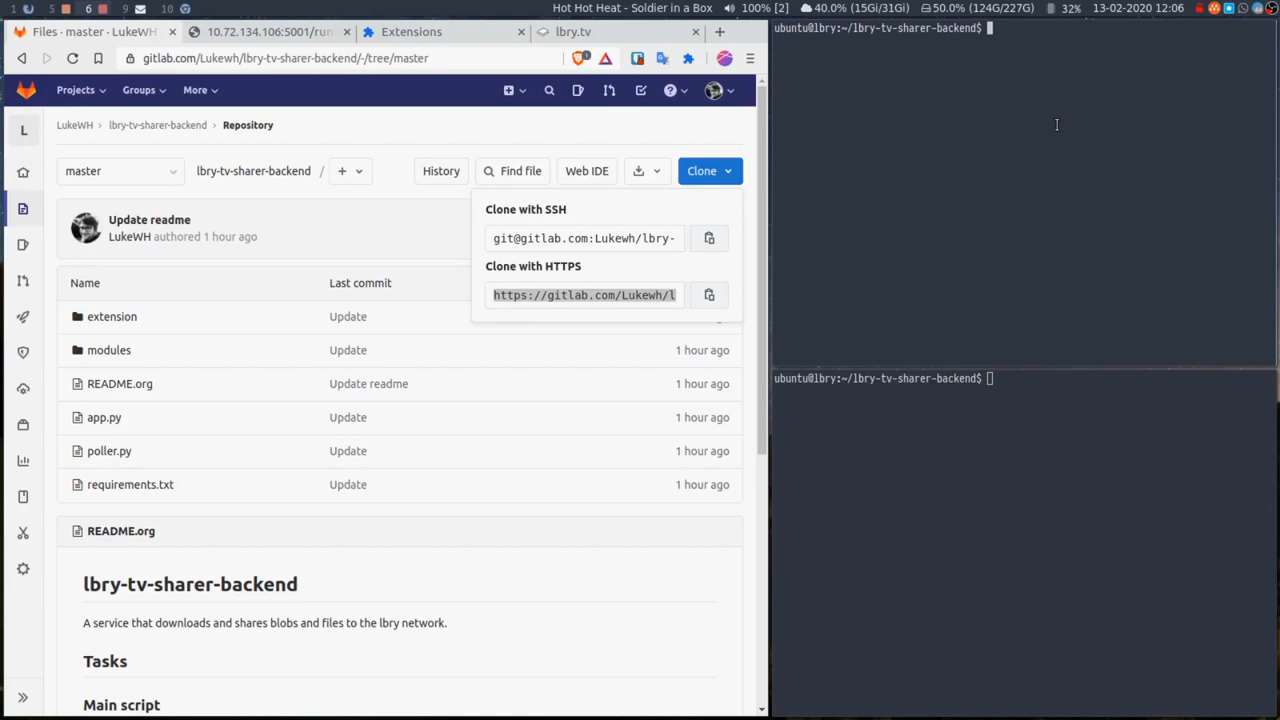 1 5 6 9 10 Hot Hot Heat - Soldier in a Box 100% [2] 40.0% (15Gi/31Gi) 50.0% (124G/227G) 32% 13-02-2020 12:06
Files · master · LukeWH 10.72.134.106:5001/run Extensions lbry.tv
gitlab.com/Lukewh/lbry-tv-sharer-backend/-/tree/master
Projects Groups More
L
LukeWH lbry-tv-sharer-backend Repository
master lbry-tv-sharer-backend / + History Find file Web IDE Clone
Update readme
LukeWH authored 1 hour ago
Clone with SSH
git@gitlab.com:Lukewh/lbry-
Clone with HTTPS
https://gitlab.com/Lukewh/l
Name Last commit
extension Update
modules Update 1 hour ago
README.org Update readme 1 hour ago
app.py Update 1 hour ago
poller.py Update 1 hour ago
requirements.txt Update 1 hour ago
README.org
lbry-tv-sharer-backend
A service that downloads and shares blobs and files to the lbry network.
Tasks
Main script
ubuntu@lbry:~/lbry-tv-sharer-backend$
ubuntu@lbry:~/lbry-tv-sharer-backend$